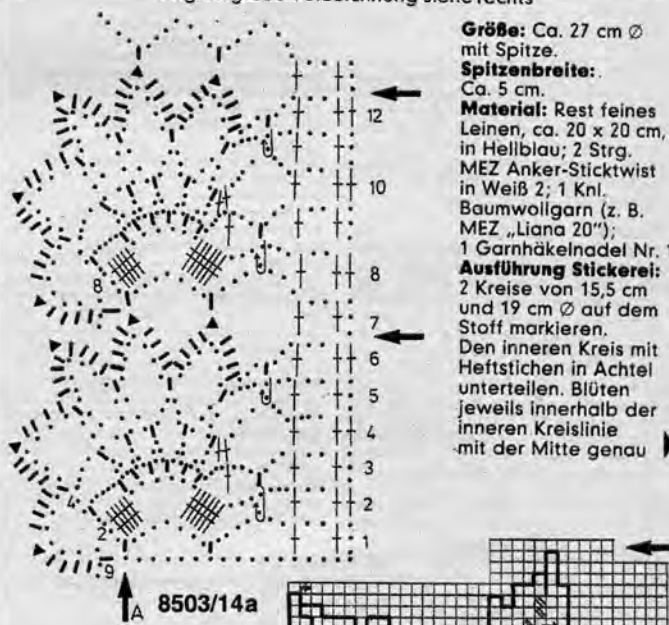 siehe rechts
Größe: Ca. 27 cm Ø
mit Spitze.
Spitzenbreite:
Ca. 5 cm.
Material: Rest feines
Leinen, ca. 20 x 20 cm,
in Hellblau; 2 Strg.
MEZ Anker-Sticktwist
in Weiß 2; 1 Knl.
Baumwollgarn (z. B.
MEZ „Liana 20");
1 Garnhäkelnadel Nr.
Ausführung Stickerei:
2 Kreise von 15,5 cm
und 19 cm Ø auf dem
Stoff markieren.
Den inneren Kreis mit
Heftstichen in Achtel
unterteilen. Blüten
jeweils innerhalb der
inneren Kreislinie
mit der Mitte genau
12
10
8
8
7
6
5
4
3
4
2
2
1
9
A 8503/14a